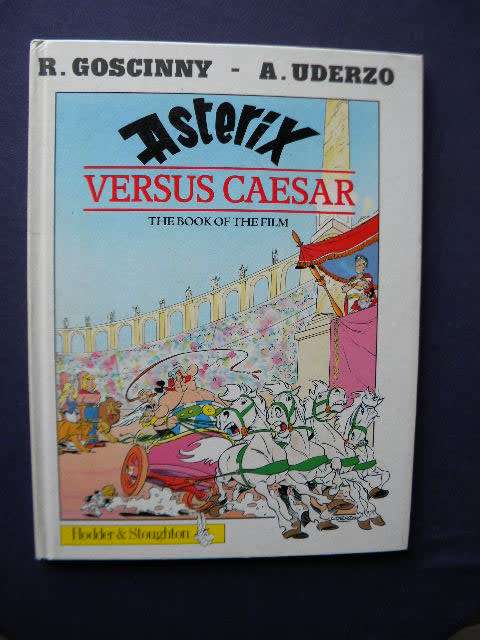 R. GOSCINNY - A. UDERZO
Asterix
VERSUS CAESAR
THE BOOK OF THE FILM
Hodder & Stoughton